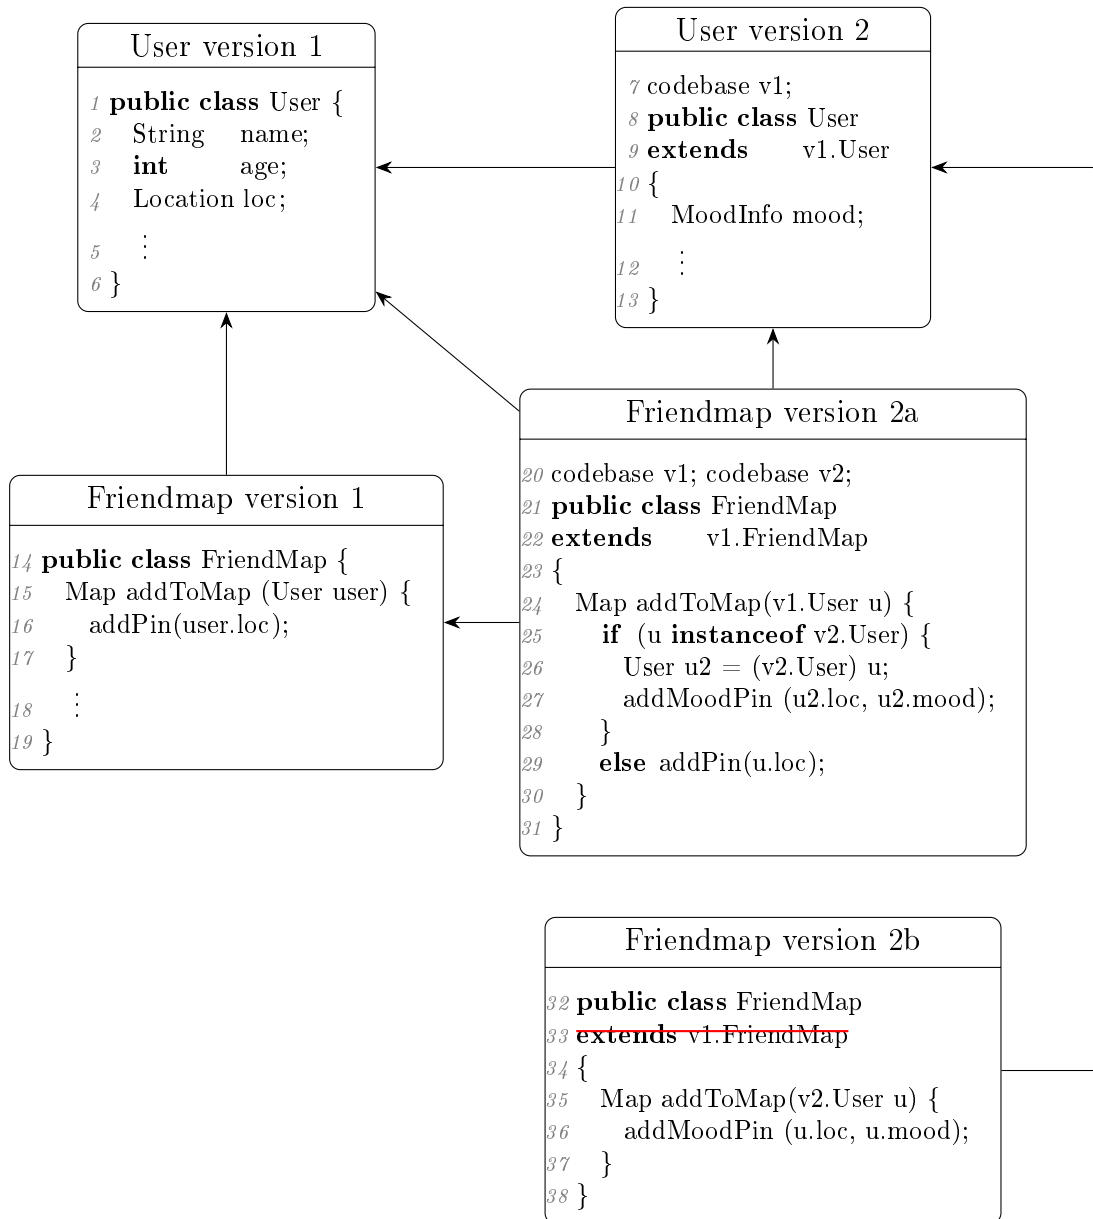 User version 1
1 public class User {
2 String name;
3 int age;
4 Location loc;
5 ⋮
6 }
User version 2
7 codebase v1;
8 public class User
9 extends v1.User
10 {
11 MoodInfo mood;
12 ⋮
13 }
Friendmap version 1
14 public class FriendMap {
15 Map addToMap (User user) {
16 addPin(user.loc);
17 }
18 ⋮
19 }
Friendmap version 2a
20 codebase v1; codebase v2;
21 public class FriendMap
22 extends v1.FriendMap
23 {
24 Map addToMap(v1.User u) {
25 if (u instanceof v2.User) {
26 User u2 = (v2.User) u;
27 addMoodPin (u2.loc, u2.mood);
28 }
29 else addPin(u.loc);
30 }
31 }
Friendmap version 2b
32 public class FriendMap
33 extends v1.FriendMap
34 {
35 Map addToMap(v2.User u) {
36 addMoodPin (u.loc, u.mood);
37 }
38 }